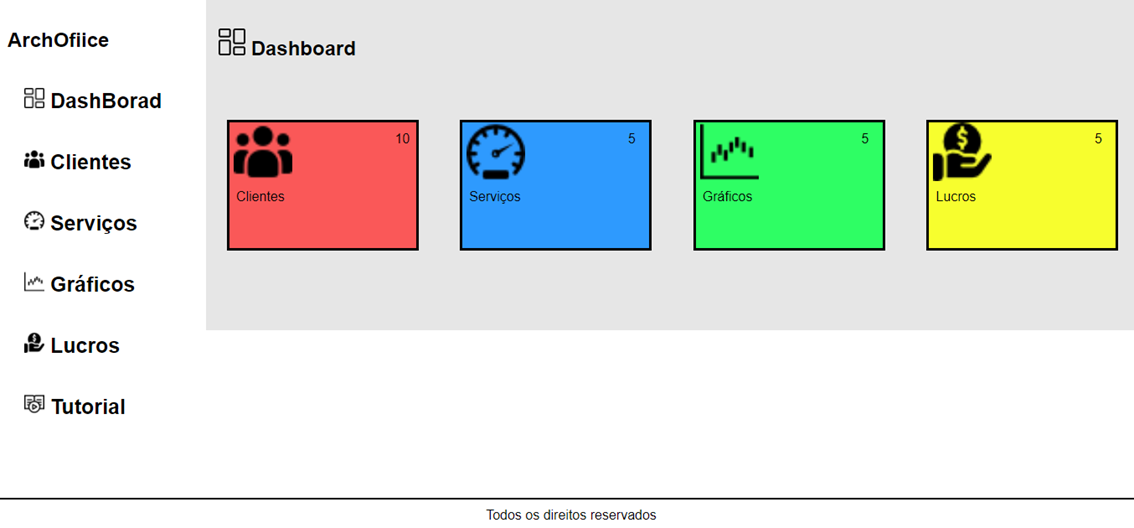 ArchOfiice
DashBorad
Clientes
Serviços
Gráficos
Lucros
Tutorial
Dashboard
10
Clientes
5
Serviços
5
Gráficos
5
Lucros
Todos os direitos reservados